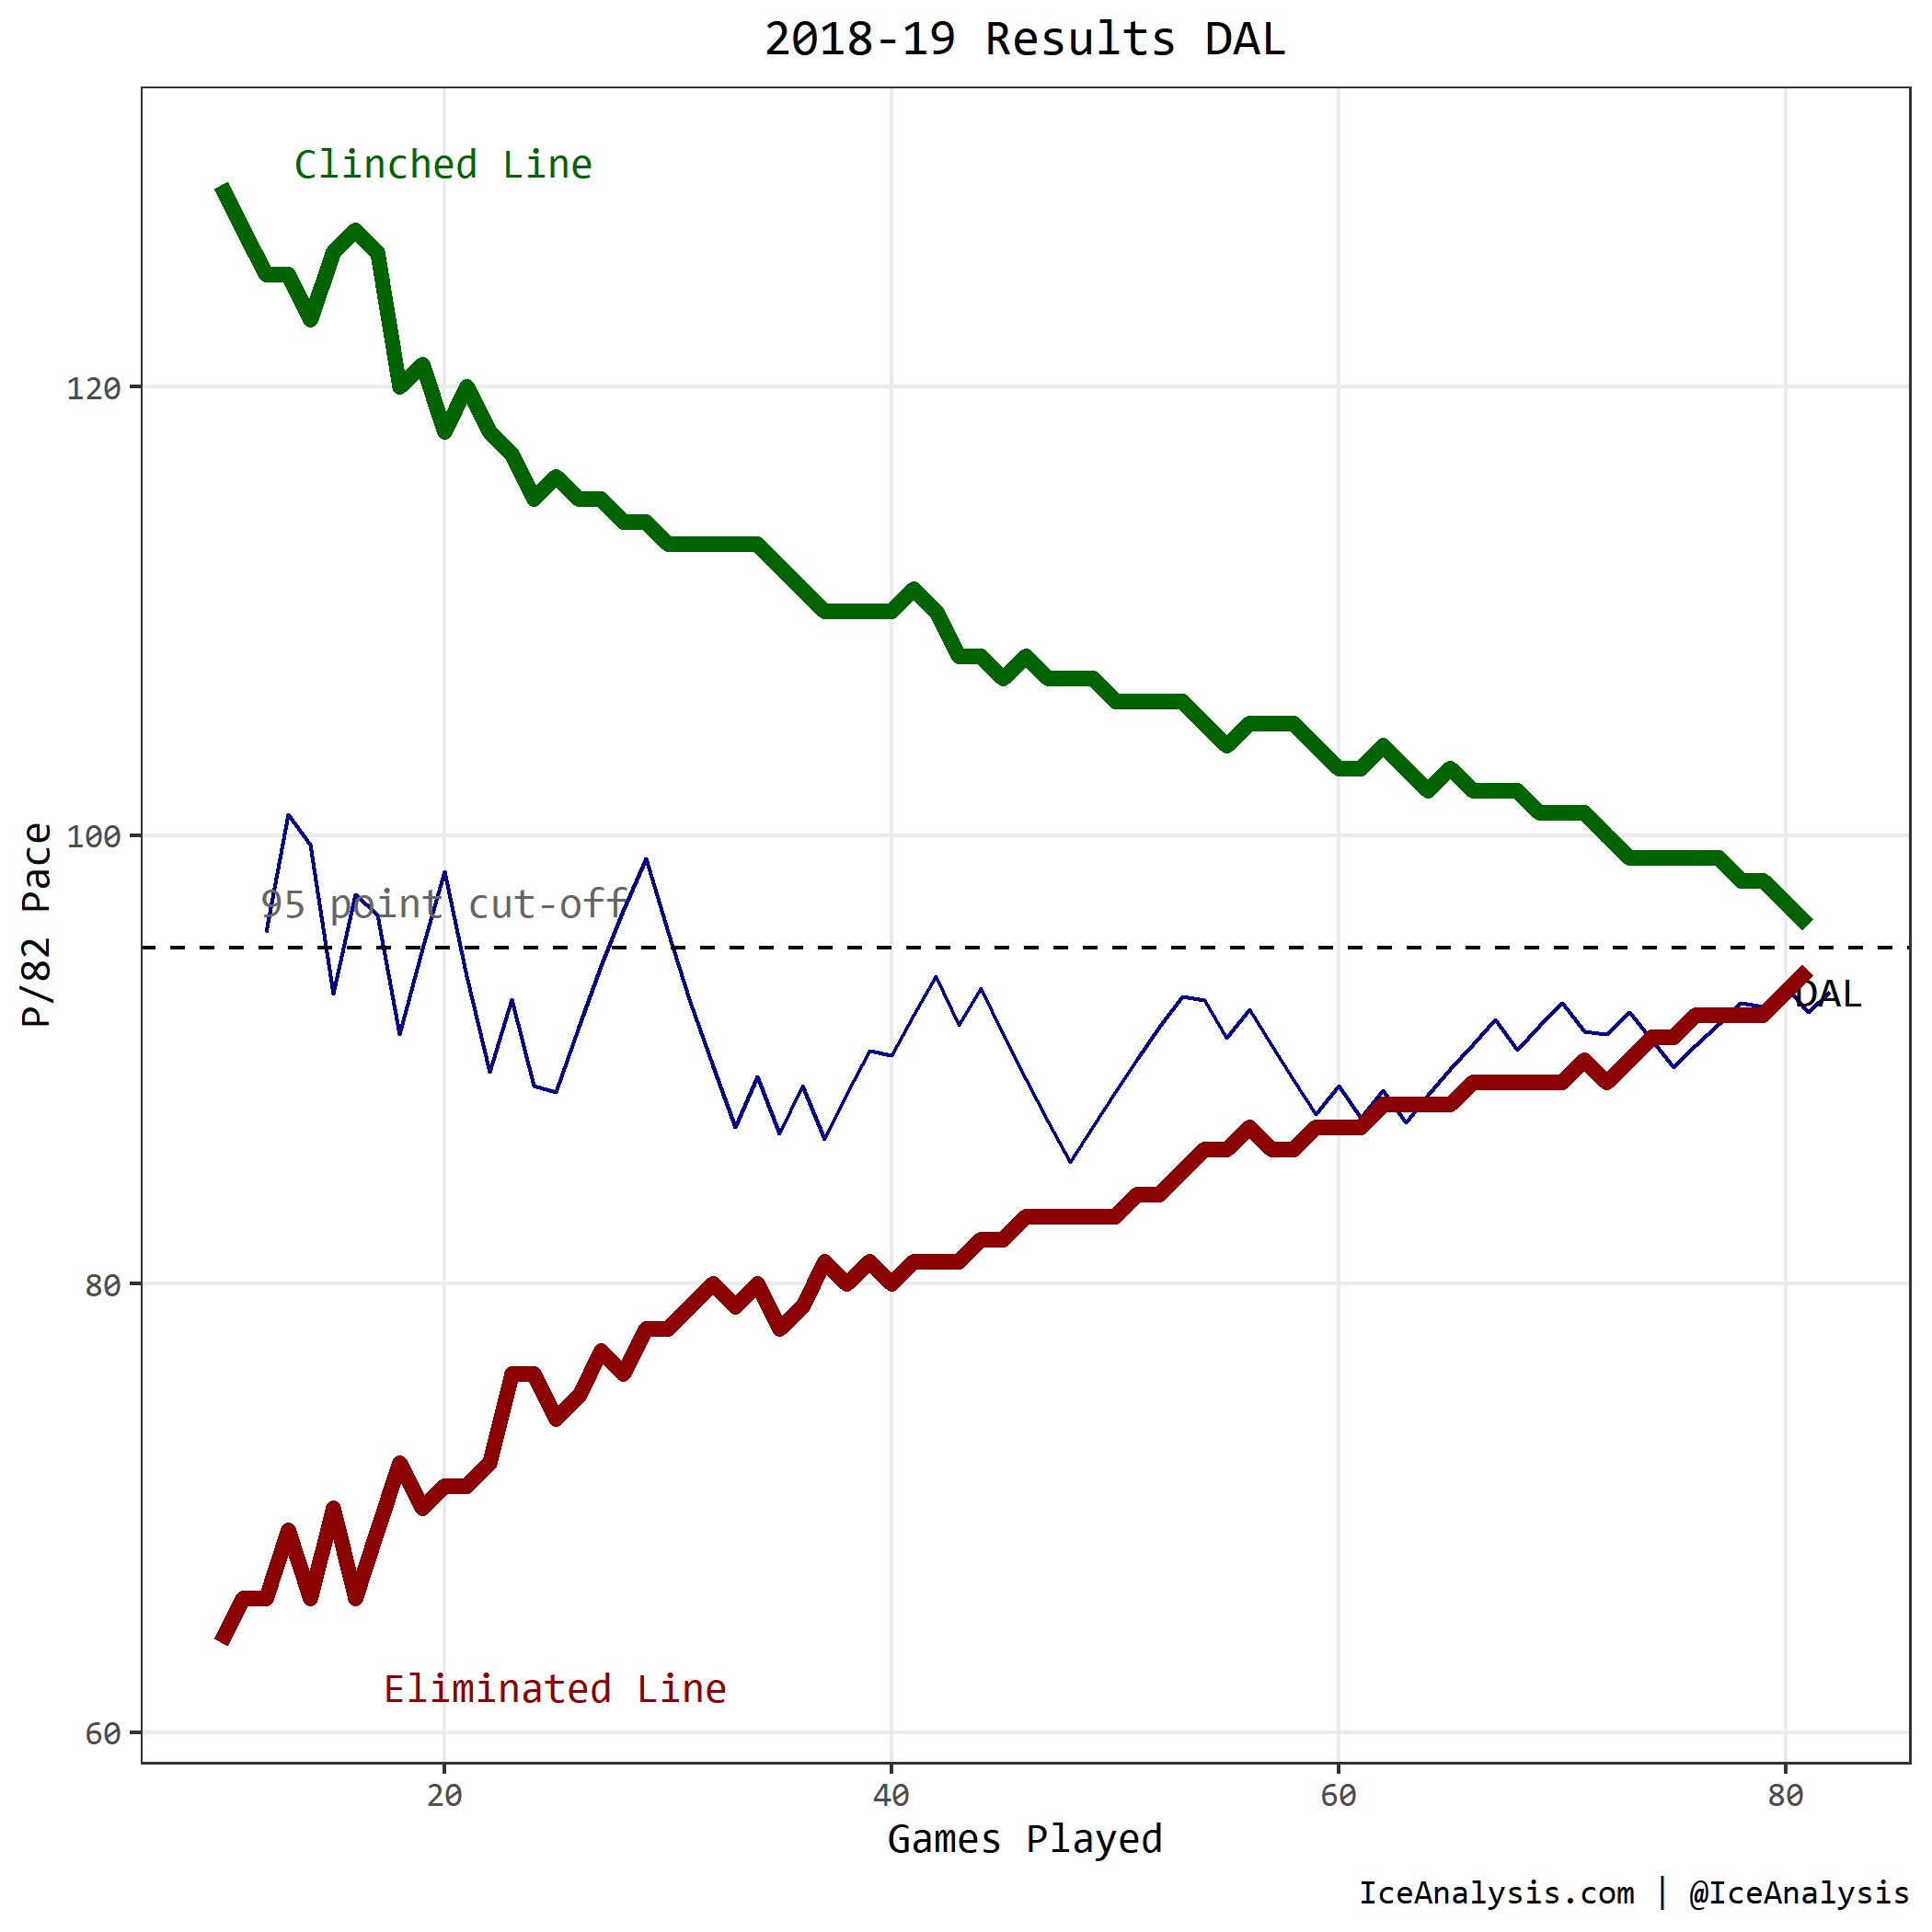 2018-19 Results DAL
Clinched Line
120
100
95 point cut-off
DAL
80
Eliminated Line
60
P/82 Pace
20 40 60 80
Games Played
IceAnalysis.com | @IceAnalysis